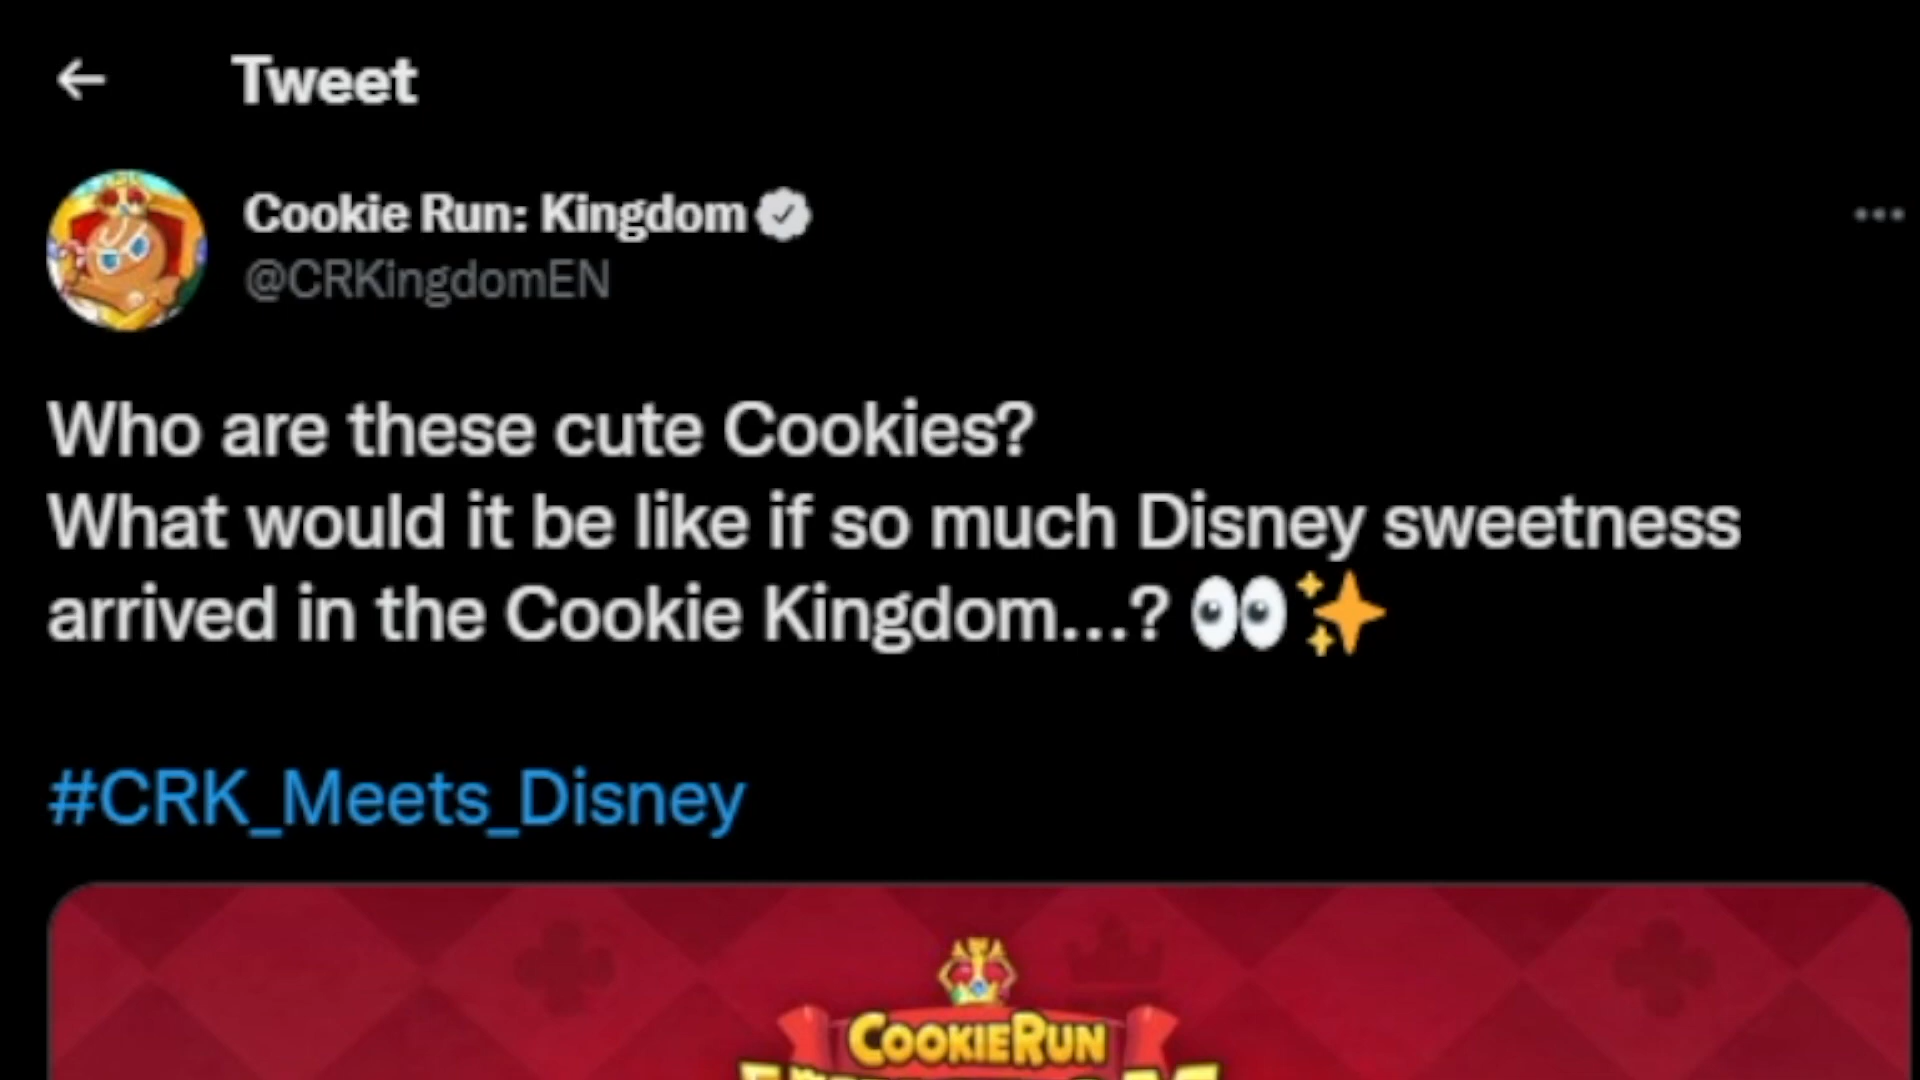 Tweet
Cookie Run: Kingdom
@CRKingdomEN
Who are these cute Cookies?
What would it be like if so much Disney sweetness
arrived in the Cookie Kingdom...? 👀✨
#CRK_Meets_Disney
COOKIERUN